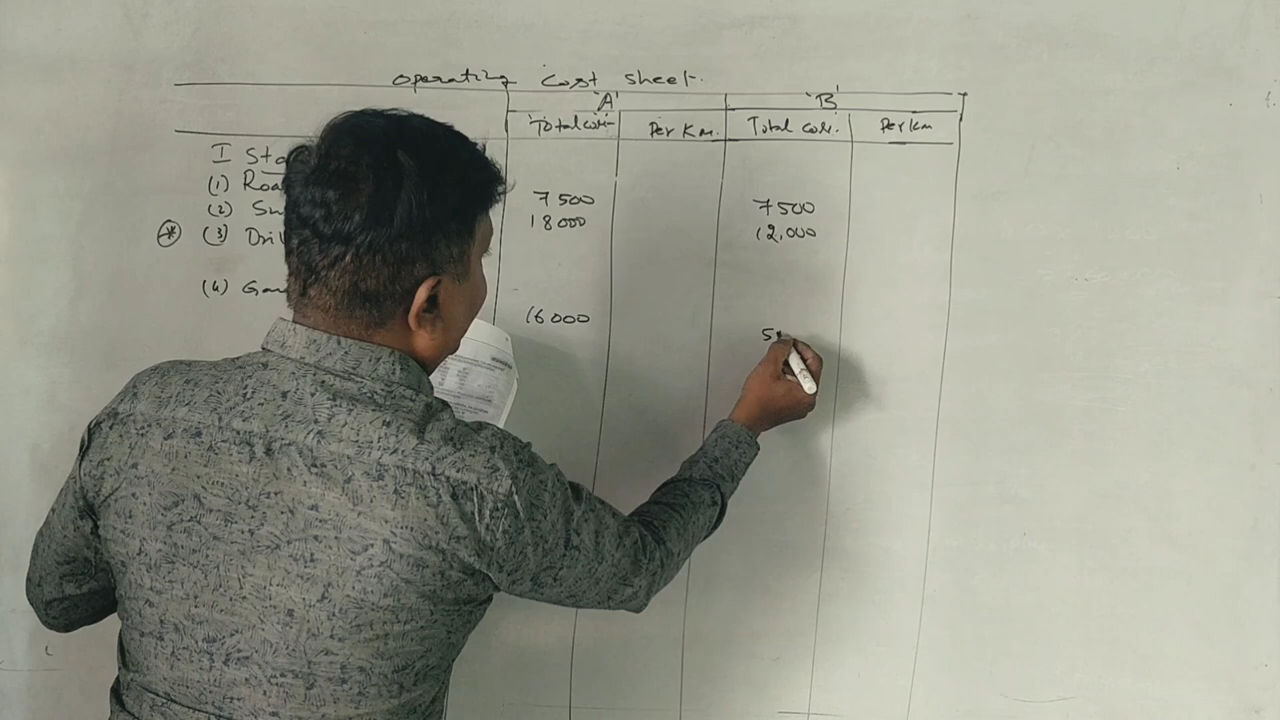 operating cost sheet.
'A' 'B'
Total cost Per Km. Total cost. Per Km
I
(1)
(2) 7500 7500
(3) 18000 12,000
(4)
16000
5